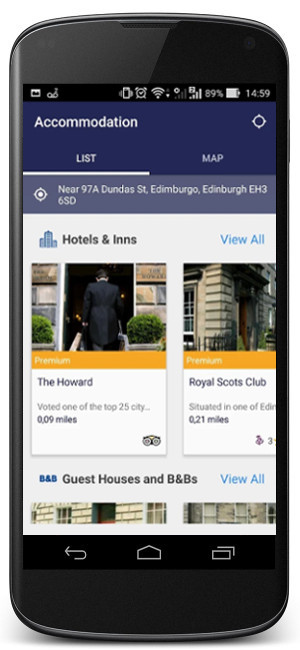 89% 14:59
Accommodation
LIST MAP
Near 97A Dundas St, Edimburgo, Edinburgh EH3
6SD
Hotels & Inns View All
Premium Premium
The Howard Royal Scots Club
Voted one of the top 25 city... Situated in one of Edin
0,09 miles 0,21 miles
3
B&B Guest Houses and B&Bs View All